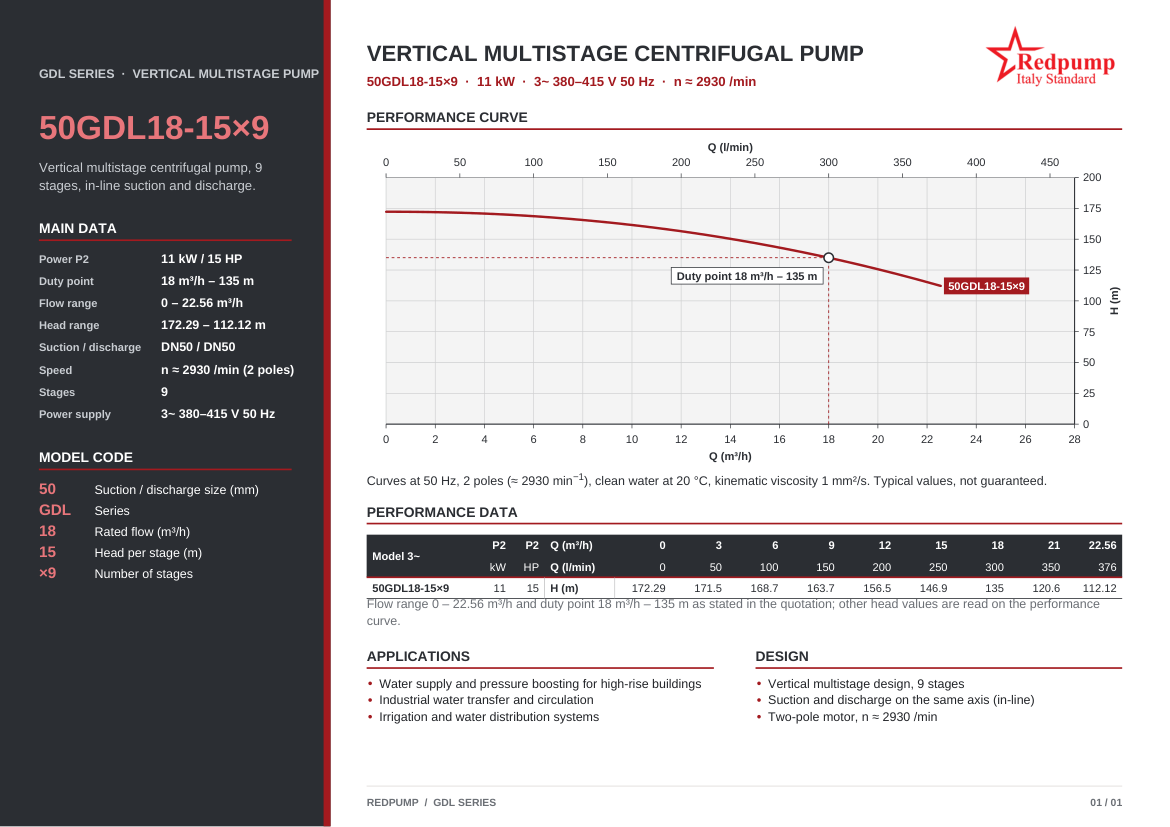 GDL SERIES · VERTICAL MULTISTAGE PUMP
50GDL18-15×9
Vertical multistage centrifugal pump, 9
stages, in-line suction and discharge.
MAIN DATA
Power P2 11 kW / 15 HP
Duty point 18 m³/h – 135 m
Flow range 0 – 22.56 m³/h
Head range 172.29 – 112.12 m
Suction / discharge DN50 / DN50
Speed n ≈ 2930 /min (2 poles)
Stages 9
Power supply 3~ 380–415 V 50 Hz
MODEL CODE
50 Suction / discharge size (mm)
GDL Series
18 Rated flow (m³/h)
15 Head per stage (m)
×9 Number of stages
VERTICAL MULTISTAGE CENTRIFUGAL PUMP
50GDL18-15×9 · 11 kW · 3~ 380–415 V 50 Hz · n ≈ 2930 /min
Redpump
Italy Standard
PERFORMANCE CURVE
Q (l/min)
0 50 100 150 200 250 300 350 400 450
200
175
150
125
100
75
50
25
0
H (m)
Duty point 18 m³/h – 135 m
50GDL18-15×9
0 2 4 6 8 10 12 14 16 18 20 22 24 26 28
Q (m³/h)
Curves at 50 Hz, 2 poles (≈ 2930 min⁻¹), clean water at 20 °C, kinematic viscosity 1 mm²/s. Typical values, not guaranteed.
PERFORMANCE DATA
Model 3~ P2 P2 Q (m³/h) 0 3 6 9 12 15 18 21 22.56
kW HP Q (l/min) 0 50 100 150 200 250 300 350 376
50GDL18-15×9 11 15 H (m) 172.29 171.5 168.7 163.7 156.5 146.9 135 120.6 112.12
Flow range 0 – 22.56 m³/h and duty point 18 m³/h – 135 m as stated in the quotation; other head values are read on the performance
curve.
APPLICATIONS
• Water supply and pressure boosting for high-rise buildings
• Industrial water transfer and circulation
• Irrigation and water distribution systems
DESIGN
• Vertical multistage design, 9 stages
• Suction and discharge on the same axis (in-line)
• Two-pole motor, n ≈ 2930 /min
REDPUMP / GDL SERIES
01 / 01